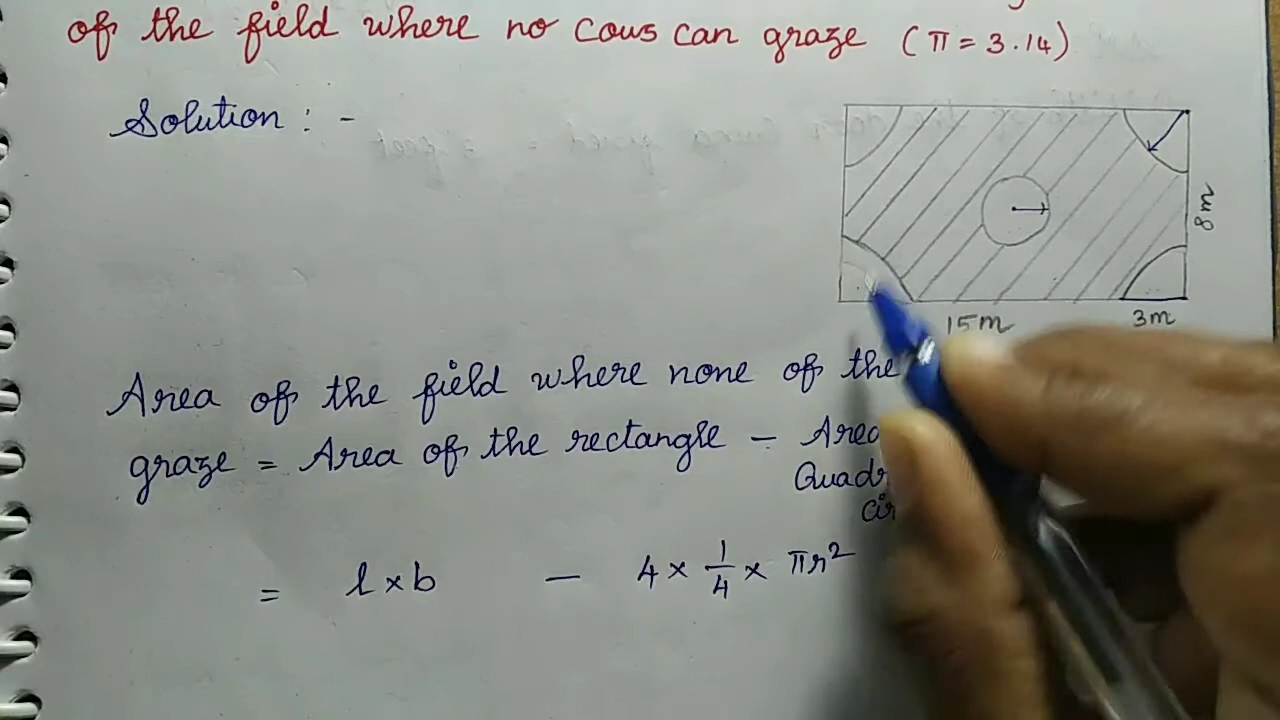 of the field where no cows can graze (π = 3.14)
Solution : -
8m
15m
3m
Area of the field where none of the
graze = Area of the rectangle - Area
Quadr
cir
= l × b - 4 × 1/4 × πr²